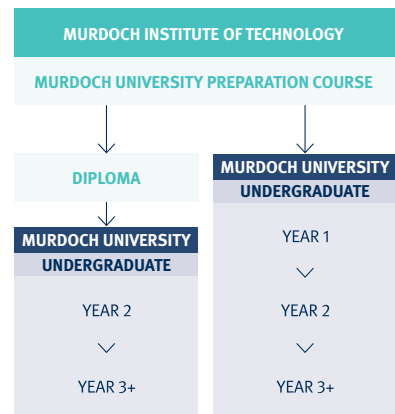 MURDOCH INSTITUTE OF TECHNOLOGY
MURDOCH UNIVERSITY PREPARATION COURSE
DIPLOMA
MURDOCH UNIVERSITY
UNDERGRADUATE
YEAR 2
YEAR 3+
MURDOCH UNIVERSITY
UNDERGRADUATE
YEAR 1
YEAR 2
YEAR 3+